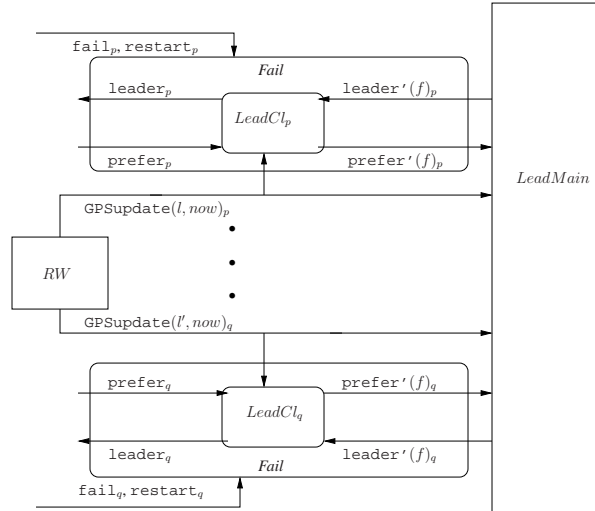 fail_p, restart_p
Fail
leader_p
leader'(f)_p
LeadCl_p
prefer_p
prefer'(f)_p
LeadMain
GPSupdate(l, now)_p
RW
GPSupdate(l', now)_q
prefer_q
prefer'(f)_q
LeadCl_q
leader_q
leader'(f)_q
Fail
fail_q, restart_q